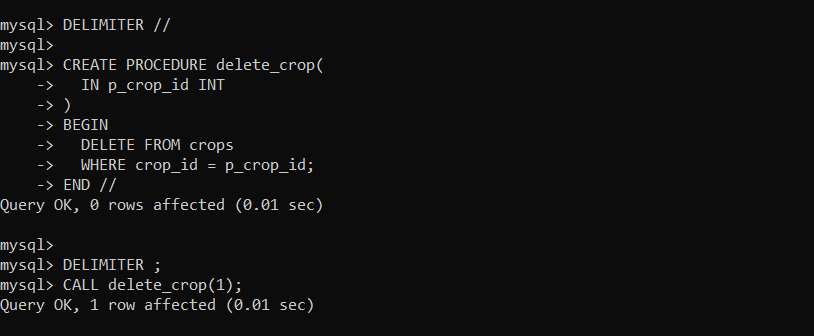 mysql> DELIMITER //
mysql>
mysql> CREATE PROCEDURE delete_crop(
    ->   IN p_crop_id INT
    -> )
    -> BEGIN
    ->   DELETE FROM crops
    ->   WHERE crop_id = p_crop_id;
    -> END //
Query OK, 0 rows affected (0.01 sec)

mysql>
mysql> DELIMITER ;
mysql> CALL delete_crop(1);
Query OK, 1 row affected (0.01 sec)